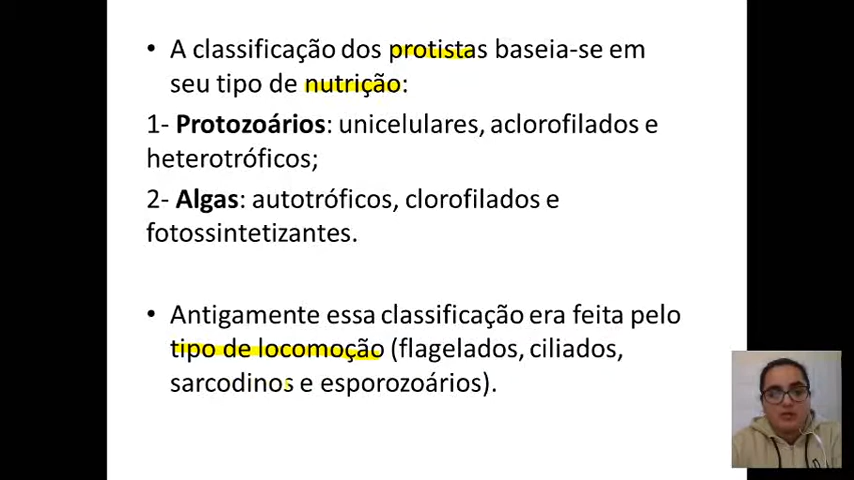 • A classificação dos protistas baseia-se em
seu tipo de nutrição:
1- Protozoários: unicelulares, aclorofilados e
heterotróficos;
2- Algas: autotróficos, clorofilados e
fotossintetizantes.
• Antigamente essa classificação era feita pelo
tipo de locomoção (flagelados, ciliados,
sarcodinos e esporozoários).